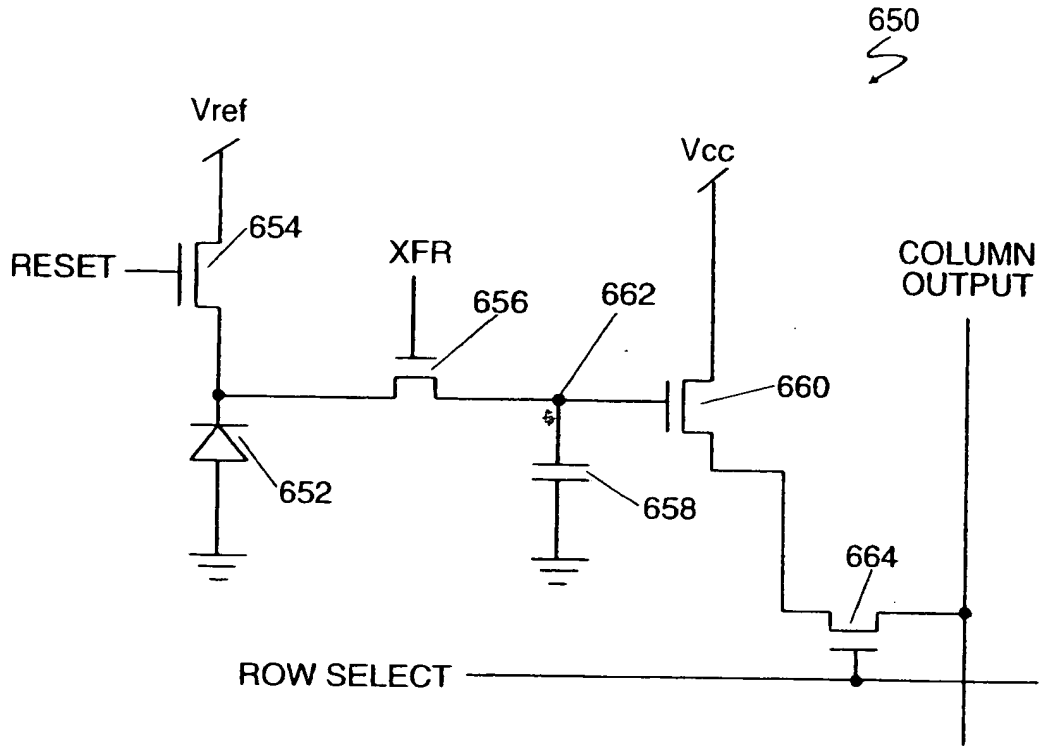 650
Vref
Vcc
654
RESET
XFR
COLUMN
OUTPUT
656
662
660
652
658
664
ROW SELECT